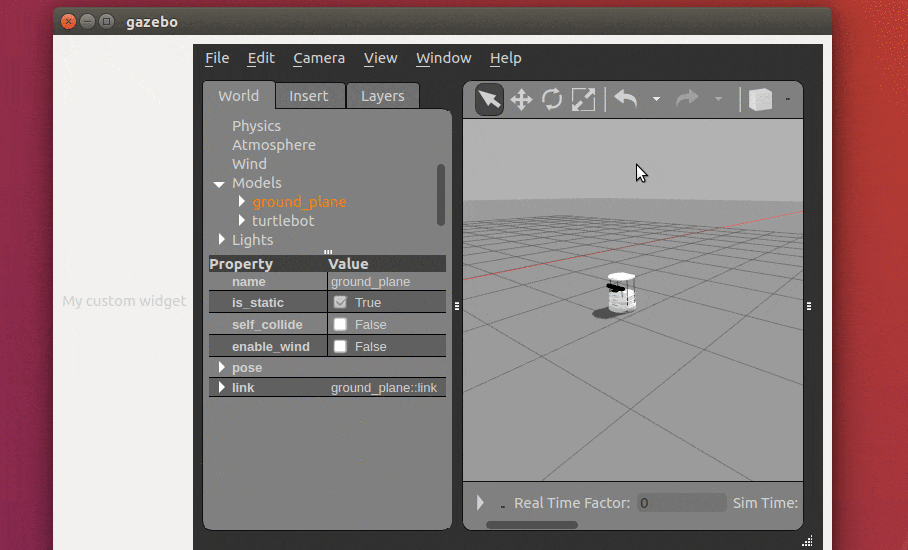 gazebo
File Edit Camera View Window Help
World Insert Layers
Physics
Atmosphere
Wind
Models
ground_plane
turtlebot
Lights
Property Value
name ground_plane
is_static True
self_collide False
enable_wind False
pose
link ground_plane::link
My custom widget
Real Time Factor: 0 Sim Time: